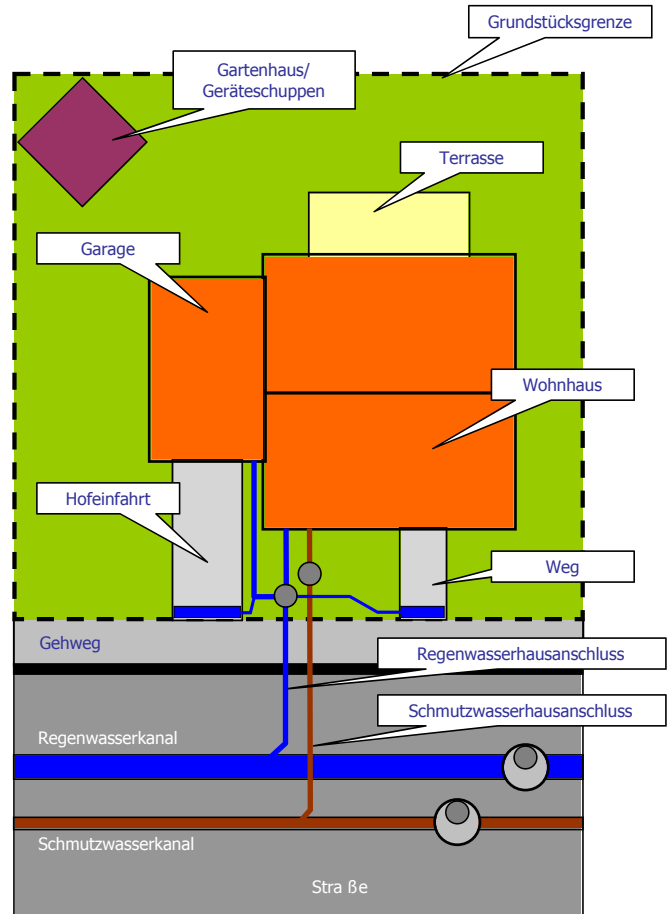 Grundstücksgrenze
Gartenhaus/
Geräteschuppen
Terrasse
Garage
Wohnhaus
Hofeinfahrt
Weg
Gehweg
Regenwasserhausanschluss
Schmutzwasserhausanschluss
Regenwasserkanal
Schmutzwasserkanal
Stra ße